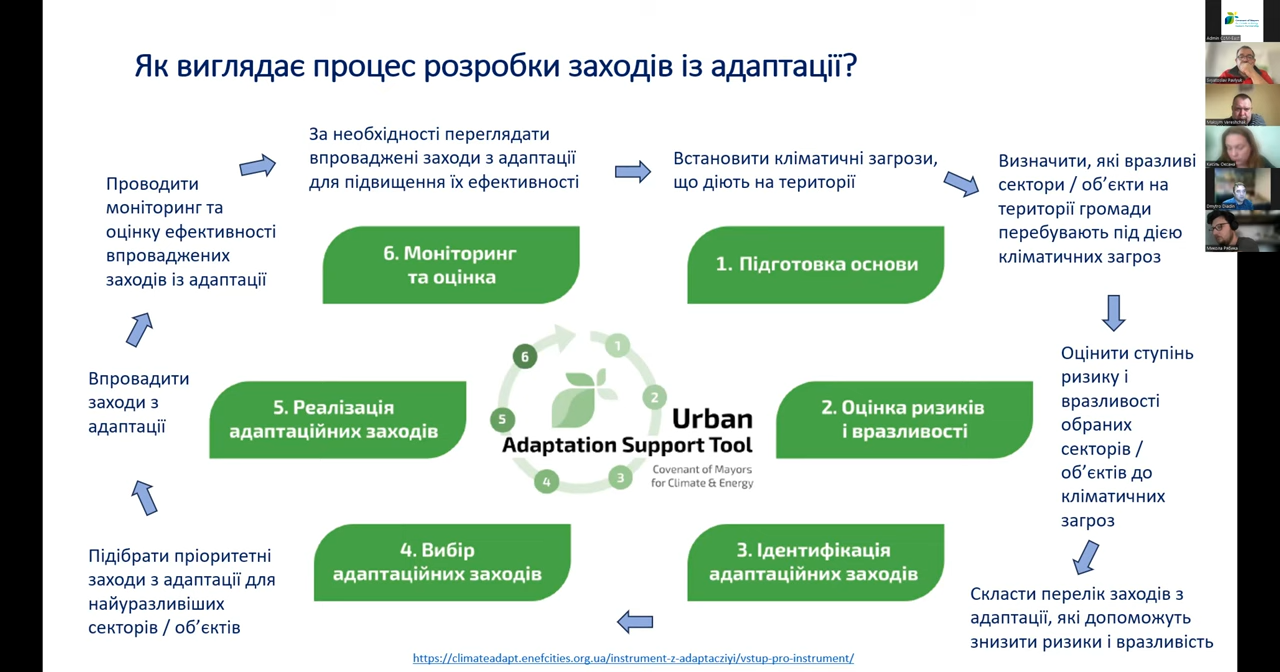 Як виглядає процес розробки заходів із адаптації?
За необхідності переглядати
впроваджені заходи з адаптації
для підвищення їх ефективності
Встановити кліматичні загрози,
що діють на території
Визначити, які вразливі
сектори / об’єкти на
території громади
перебувають під дією
кліматичних загроз
Проводити
моніторинг та
оцінку ефективності
впроваджених
заходів із адаптації
6. Моніторинг
та оцінка
1. Підготовка основи
Оцінити ступінь
ризику і
вразливості
обраних
секторів /
об’єктів до
кліматичних
загроз
Впровадити
заходи з
адаптації
5. Реалізація
адаптаційних заходів
6
1
5
2
4
3
Urban
Adaptation Support Tool
Covenant of Mayors
for Climate & Energy
2. Оцінка ризиків
і вразливості
Підібрати пріоритетні
заходи з адаптації для
найуразливіших
секторів / об’єктів
4. Вибір
адаптаційних заходів
3. Ідентифікація
адаптаційних заходів
Скласти перелік заходів з
адаптації, які допоможуть
знизити ризики і вразливість
https://climateadapt.enefcities.org.ua/instrument-z-adaptacziyi/vstup-pro-instrument/